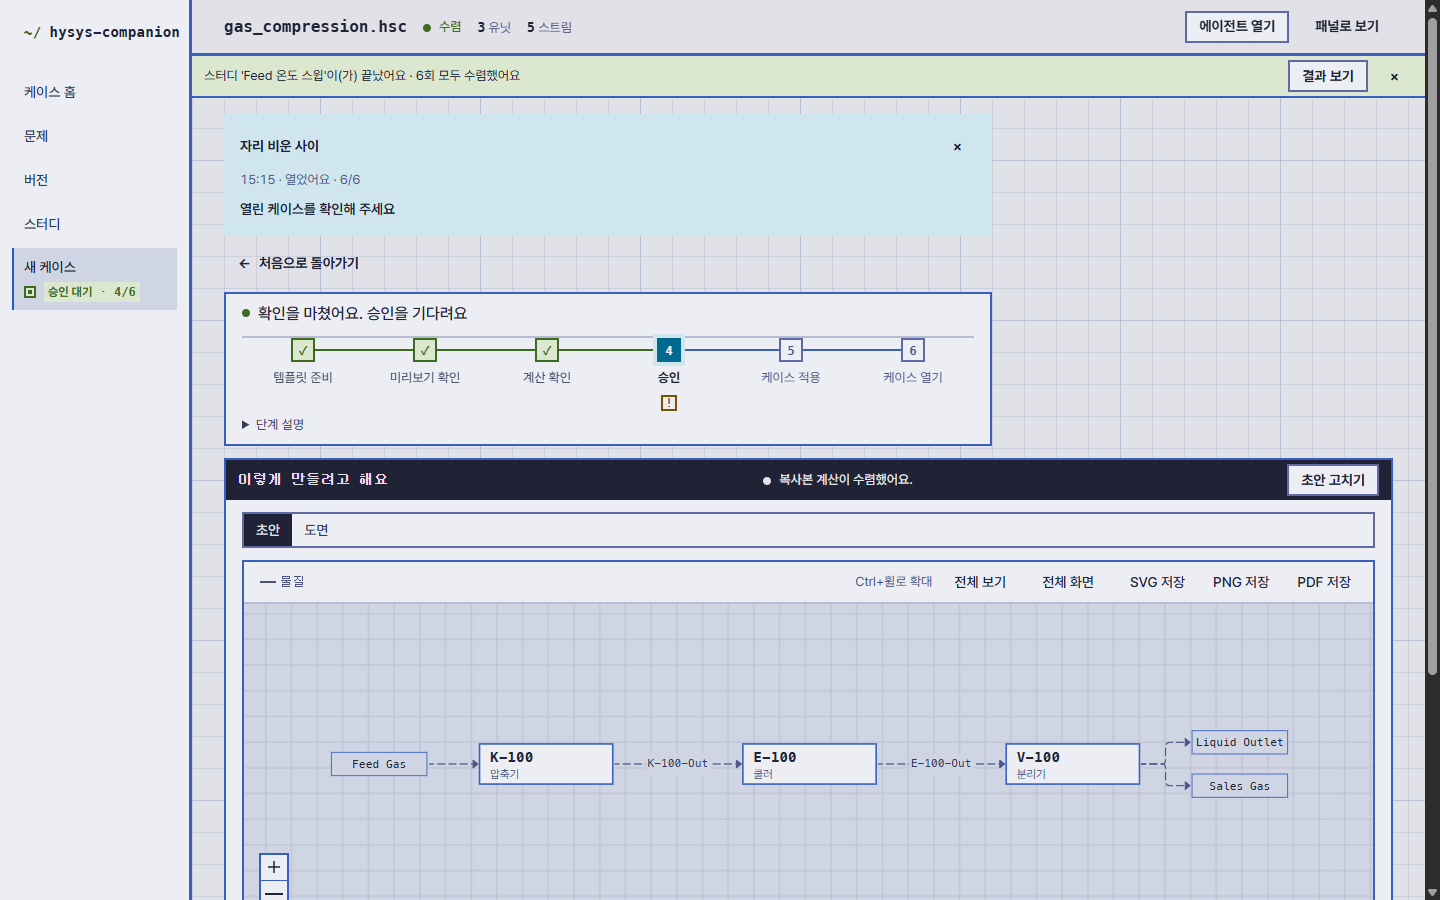 ~/ hysys-companion
케이스 홈
문제
버전
스터디
새 케이스
승인 대기 · 4/6
gas_compression.hsc
수렴
3 유닛
5 스트림
에이전트 열기
패널로 보기
스터디 'Feed 온도 스윕'이(가) 끝났어요 · 6회 모두 수렴했어요
결과 보기
×
자리 비운 사이
×
15:15 · 열었어요 · 6/6
열린 케이스를 확인해 주세요
← 처음으로 돌아가기
확인을 마쳤어요. 승인을 기다려요
✓ ✓ ✓ 4 5 6
템플릿 준비
미리보기 확인
계산 확인
승인
케이스 적용
케이스 열기
!
▶ 단계 설명
이렇게 만들려고 해요
복사본 계산이 수렴했어요.
초안 고치기
초안
도면
물질
Ctrl+휠로 확대
전체 보기
전체 화면
SVG 저장
PNG 저장
PDF 저장
Feed Gas
K-100
압축기
K-100-Out
E-100
쿨러
E-100-Out
V-100
분리기
Liquid Outlet
Sales Gas
+
—